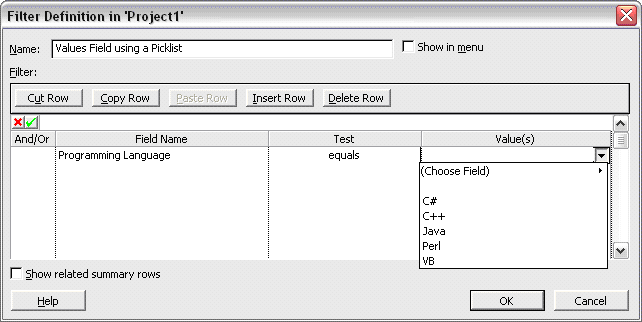 Filter Definition in 'Project1'
Name: Values Field using a Picklist Show in menu
Filter:
Cut Row Copy Row Paste Row Insert Row Delete Row
And/Or Field Name Test Value(s)
Programming Language equals
(Choose Field)
C#
C++
Java
Perl
VB
Show related summary rows
Help OK Cancel